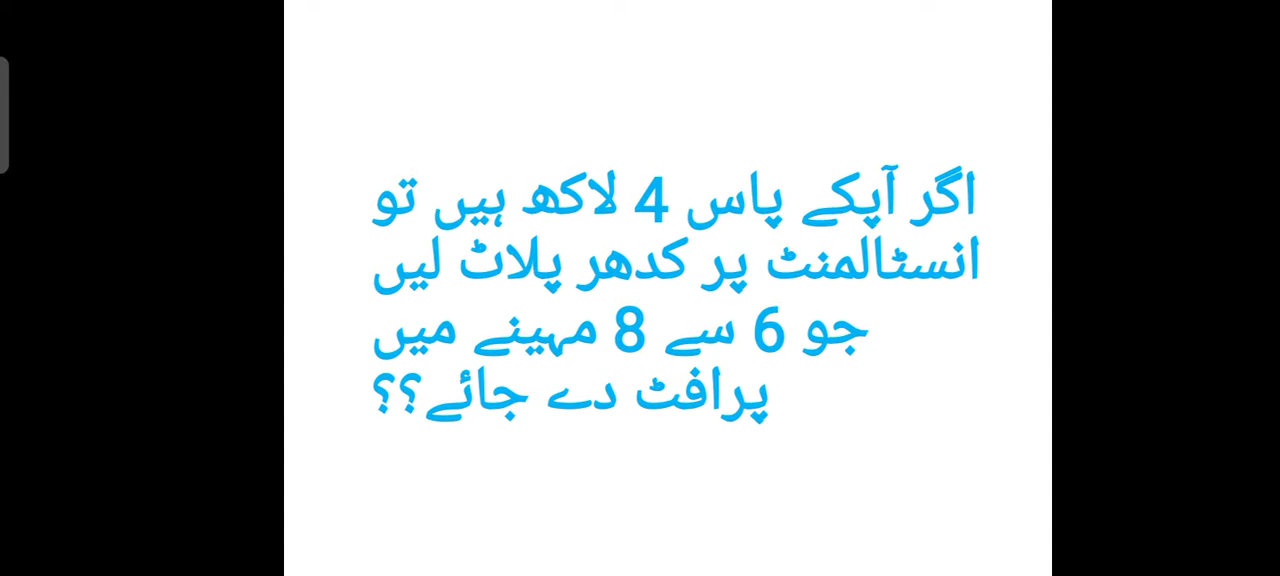 اگر آپکے پاس 4 لاکھ ہیں تو
انسٹالمنٹ پر کدھر پلاٹ لیں
جو 6 سے 8 مہینے میں
پرافٹ دے جائے؟؟